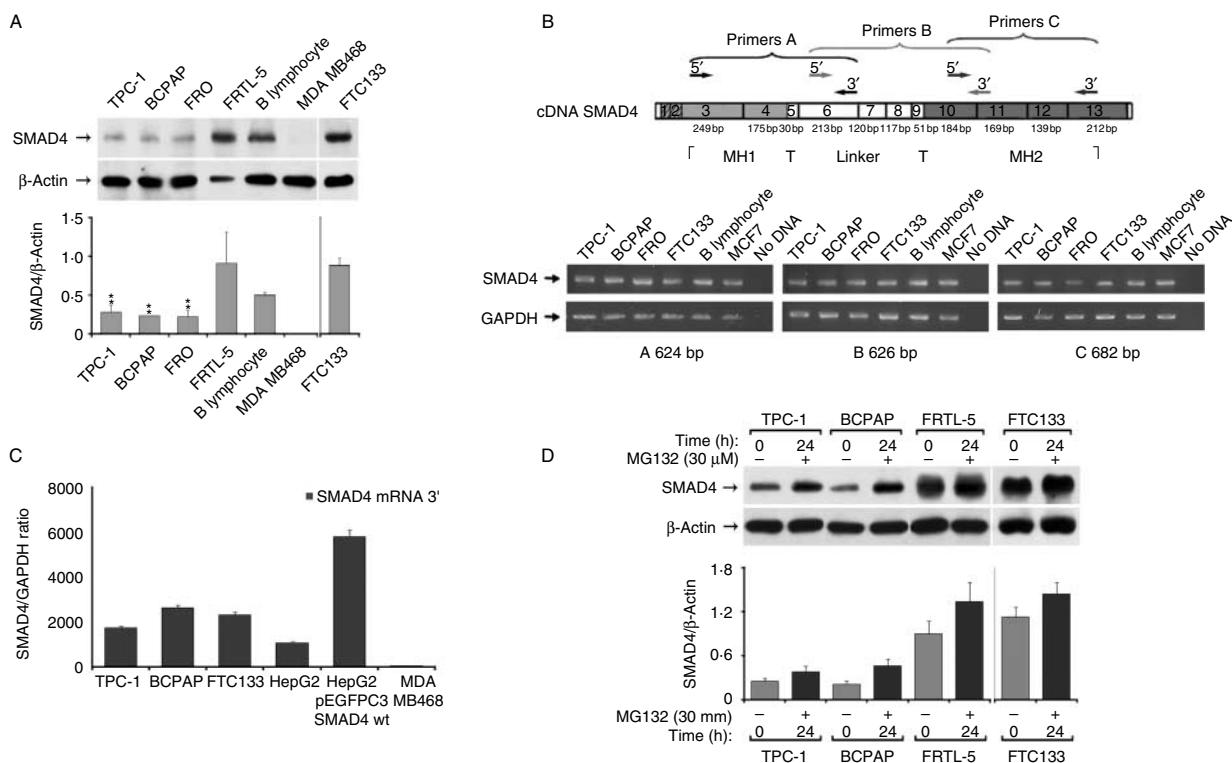 A
TPC-1 BCPAP FRO FRTL-5 B lymphocyte MDA MB468 FTC133
SMAD4
β-Actin
SMAD4/β-Actin
1·5
1·0
0·5
0
** ** **
TPC-1 BCPAP FRO FRTL-5 B lymphocyte MDA MB468 FTC133
B
Primers A Primers B Primers C
5′ 3′ 5′ 3′ 5′ 3′
cDNA SMAD4 1 2 3 4 5 6 7 8 9 10 11 12 13
249bp 175bp 30bp 213bp 120bp 117bp 51bp 184bp 169bp 139bp 212bp
MH1 T Linker T MH2
TPC-1 BCPAP FRO FTC133 B lymphocyte MCF7 No DNA TPC-1 BCPAP FRO FTC133 B lymphocyte MCF7 No DNA TPC-1 BCPAP FRO FTC133 B lymphocyte MCF7 No DNA
SMAD4
GAPDH
A 624 bp B 626 bp C 682 bp
C
SMAD4/GAPDH ratio
8000
6000
4000
2000
0
SMAD4 mRNA 3'
TPC-1 BCPAP FTC133 HepG2 HepG2 MDA
pEGFPC3 MB468
SMAD4 wt
D
TPC-1 BCPAP FRTL-5 FTC133
Time (h): 0 24 0 24 0 24 0 24
MG132 (30 μM) – + – + – + – +
SMAD4
β-Actin
SMAD4/β-Actin
1·8
1·2
0·6
0
MG132 (30 mm) – + – + – + – +
Time (h): 0 24 0 24 0 24 0 24
TPC-1 BCPAP FRTL-5 FTC133